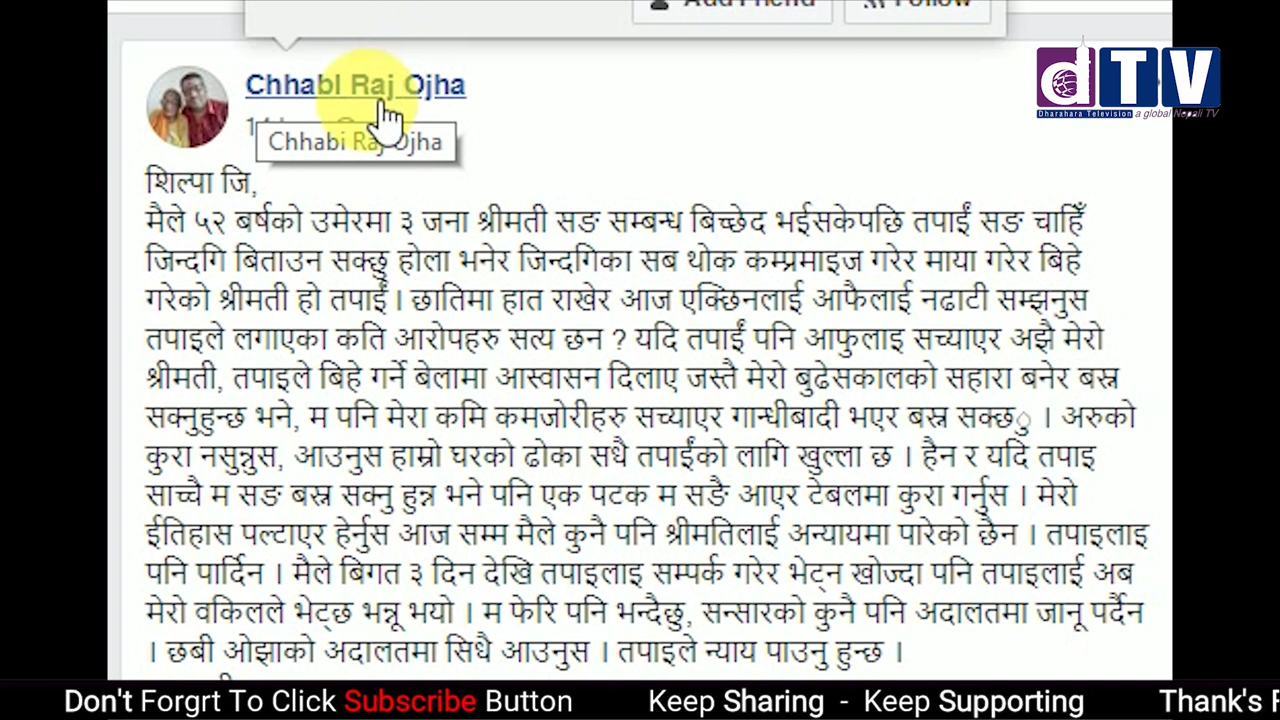 Add Friend
Follow
dTV
Dharahara Television a global Nepali TV
Chhabi Raj Ojha
Chhabi Raj Ojha
शिल्पा जि,
मैले ५२ बर्षको उमेरमा ३ जना श्रीमती सङ सम्बन्ध बिच्छेद भईसकेपछि तपाईं सङ चाहिँ
जिन्दगि बिताउन सक्छु होला भनेर जिन्दगिका सब थोक कम्प्रमाइज गरेर माया गरेर बिहे
गरेको श्रीमती हो तपाईं । छातिमा हात राखेर आज एक्छिनलाई आफैलाई नढाटी सम्झनुस
तपाइले लगाएका कति आरोपहरु सत्य छन ? यदि तपाईं पनि आफुलाइ सच्याएर अझै मेरो
श्रीमती, तपाइले बिहे गर्ने बेलामा आस्वासन दिलाए जस्तै मेरो बुढेसकालको सहारा बनेर बस्न
सक्नुहुन्छ भने, म पनि मेरा कमि कमजोरीहरु सच्याएर गान्धीबादी भएर बस्न सक्छु । अरुको
कुरा नसुन्नुस, आउनुस हाम्रो घरको ढोका सधै तपाईंको लागि खुल्ला छ । हैन र यदि तपाइ
साच्चै म सङ बस्न सक्नु हुन्न भने पनि एक पटक म सङै आएर टेबलमा कुरा गर्नुस । मेरो
ईतिहास पल्टाएर हेर्नुस आज सम्म मैले कुनै पनि श्रीमतिलाई अन्यायमा पारेको छैन । तपाइलाइ
पनि पार्दिन । मैले बिगत ३ दिन देखि तपाइलाइ सम्पर्क गरेर भेट्न खोज्दा पनि तपाइलाई अब
मेरो वकिलले भेट्छ भन्नू भयो । म फेरि पनि भन्दैछु, सन्सारको कुनै पनि अदालतमा जानू पर्दैन
। छबी ओझाको अदालतमा सिधै आउनुस । तपाइले न्याय पाउनु हुन्छ ।
Don't Forgrt To Click Subscribe Button Keep Sharing - Keep Supporting Thank's